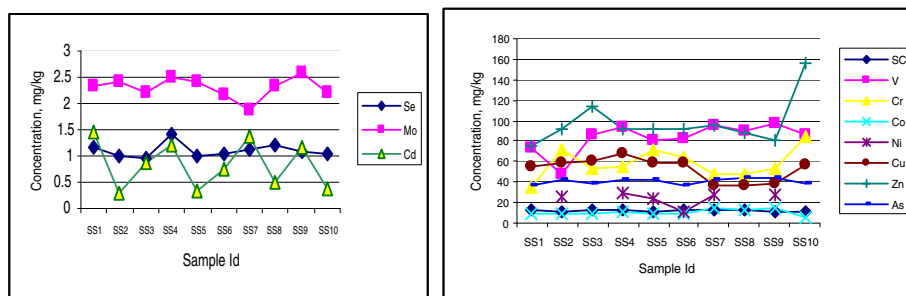 3
2.5
2
1.5
1
0.5
0
Concentration, mg/kg
SS1 SS2 SS3 SS4 SS5 SS6 SS7 SS8 SS9 SS10
Sample Id
Se
Mo
Cd
180
160
140
120
100
80
60
40
20
0
Concentration, mg/kg
SS1 SS2 SS3 SS4 SS5 SS6 SS7 SS8 SS9 SS10
Sample Id
SC
V
Cr
Co
Ni
Cu
Zn
As